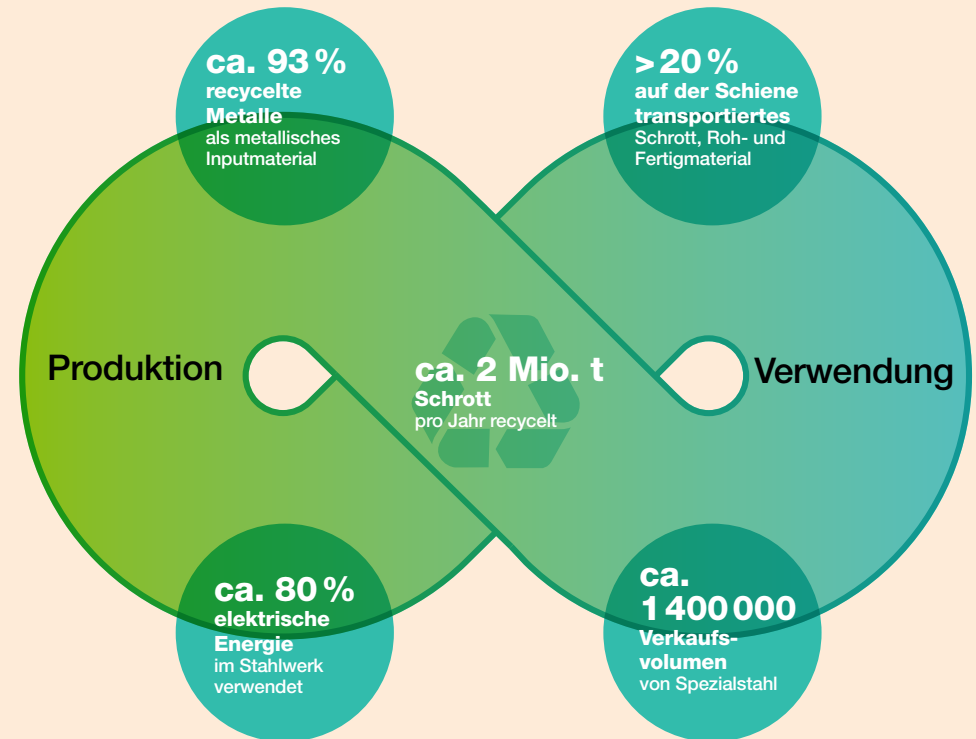 ca. 93 %
recycelte
Metalle
als metallisches
Inputmaterial
> 20 %
auf der Schiene
transportiertes
Schrott, Roh- und
Fertigmaterial
Produktion
ca. 2 Mio. t
Schrott
pro Jahr recycelt
Verwendung
ca. 80 %
elektrische
Energie
im Stahlwerk
verwendet
ca.
1 400 000
Verkaufs-
volumen
von Spezialstahl